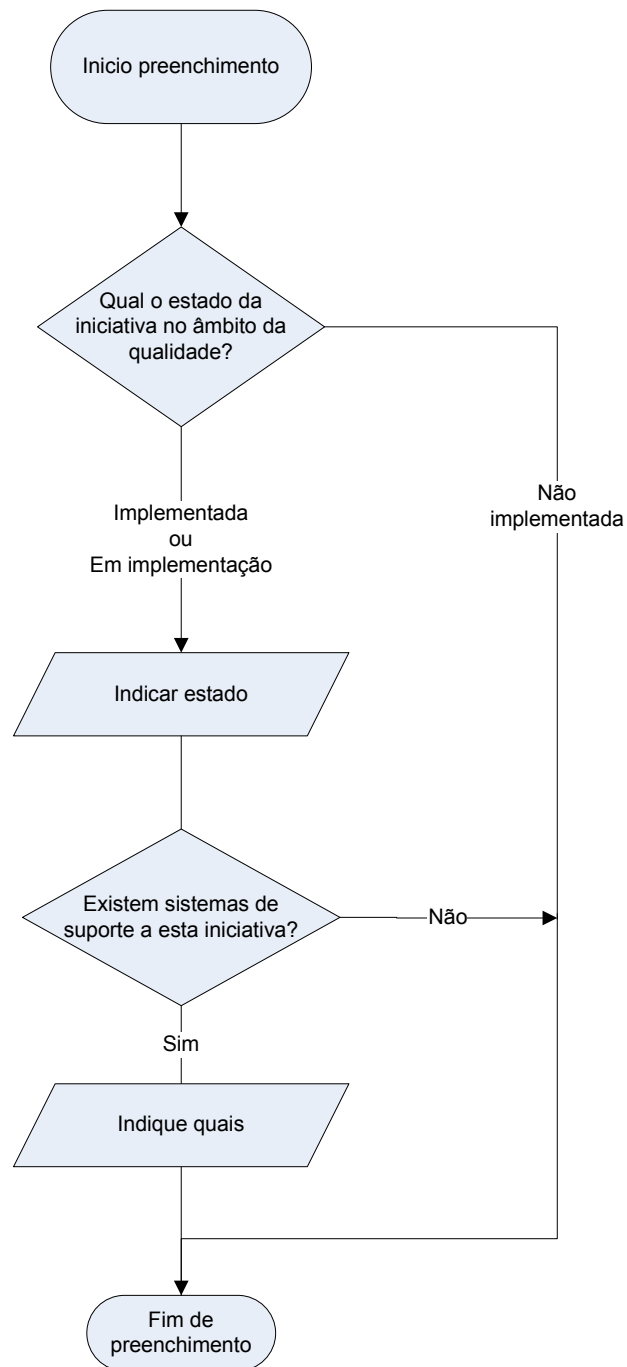 Inicio preenchimento
Qual o estado da
iniciativa no âmbito da
qualidade?
Não
implementada
Implementada
ou
Em implementação
Indicar estado
Existem sistemas de
suporte a esta iniciativa?
Não
Sim
Indique quais
Fim de
preenchimento